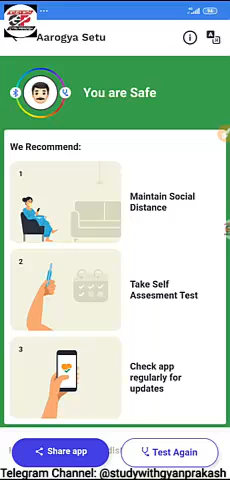 Aarogya Setu
You are Safe
We Recommend:
1
Maintain Social
Distance
2
Take Self
Assesment Test
3
Check app
regularly for
updates
Share app
Test Again
Telegram Channel: @studywithgyanprakash